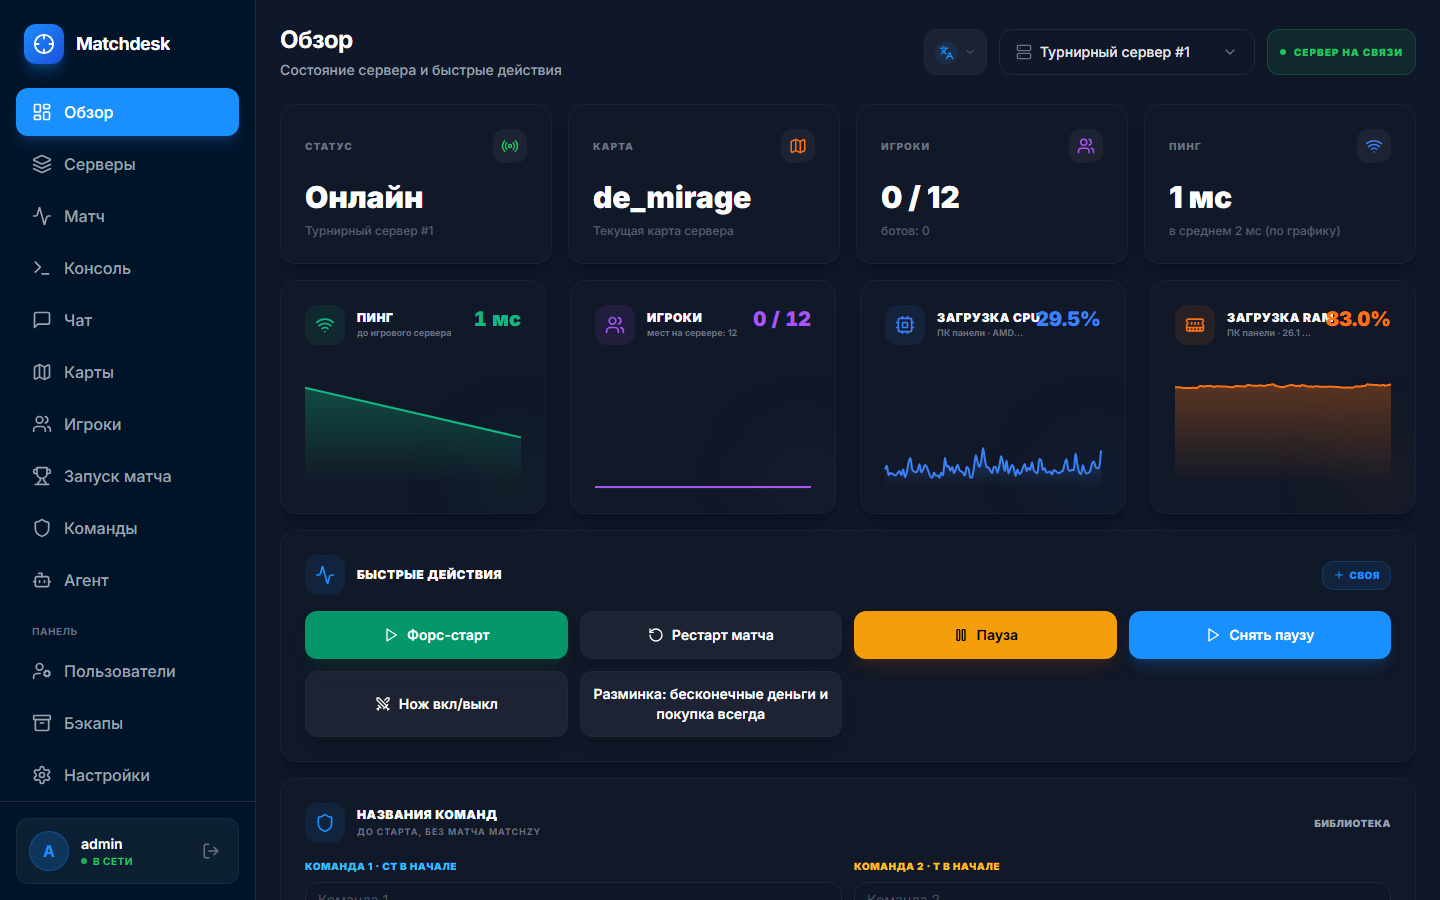 Matchdesk
Обзор
Серверы
Матч
Консоль
Чат
Карты
Игроки
Запуск матча
Команды
Агент
ПАНЕЛЬ
Пользователи
Бэкапы
Настройки
A
admin
В СЕТИ
Обзор
Состояние сервера и быстрые действия
Турнирный сервер #1
СЕРВЕР НА СВЯЗИ
СТАТУС
Онлайн
Турнирный сервер #1
КАРТА
de_mirage
Текущая карта сервера
ИГРОКИ
0 / 12
ботов: 0
ПИНГ
1 мс
в среднем 2 мс (по графику)
ПИНГ
до игрового сервера
1 мс
ИГРОКИ
мест на сервере: 12
0 / 12
ЗАГРУЗКА CPU
ПК панели · AMD...
29.5%
ЗАГРУЗКА RAM
ПК панели · 26.1 ...
83.0%
БЫСТРЫЕ ДЕЙСТВИЯ
+ СВОЯ
Форс-старт
Рестарт матча
Пауза
Снять паузу
Нож вкл/выкл
Разминка: бесконечные деньги и
покупка всегда
НАЗВАНИЯ КОМАНД
ДО СТАРТА, БЕЗ МАТЧА MATCHZY
БИБЛИОТЕКА
КОМАНДА 1 · CT В НАЧАЛЕ
Команда 1
КОМАНДА 2 · T В НАЧАЛЕ
Команда 2